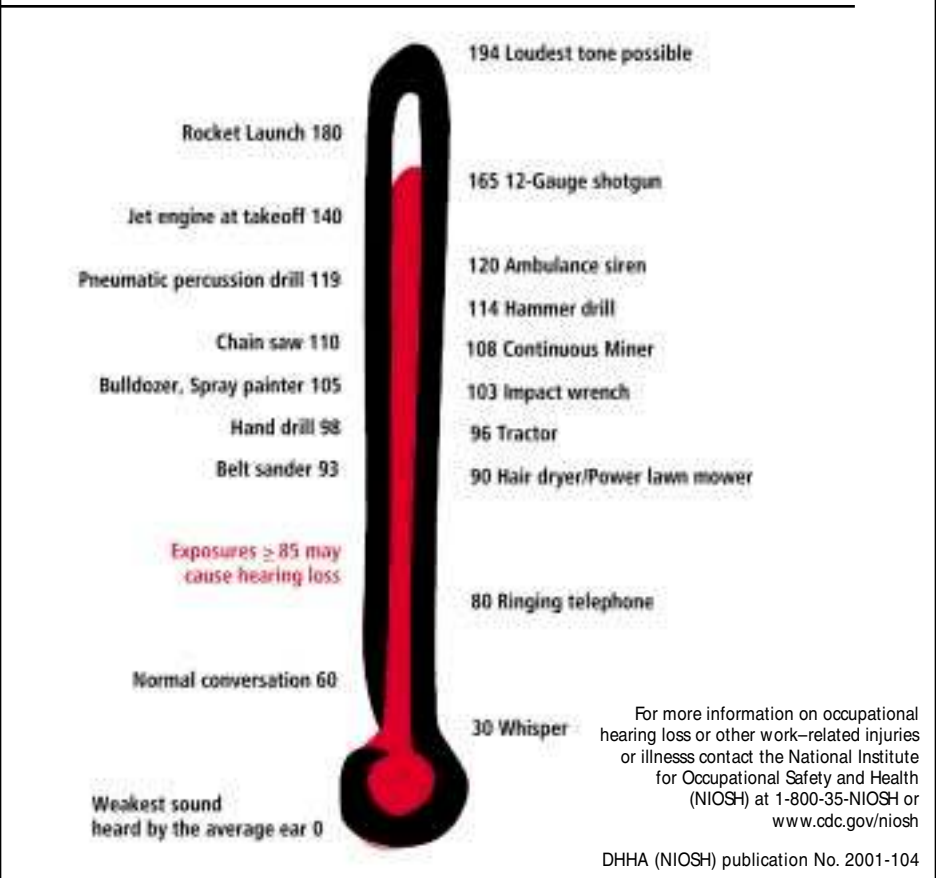 194 Loudest tone possible
Rocket Launch 180
165 12-Gauge shotgun
Jet engine at takeoff 140
120 Ambulance siren
Pneumatic percussion drill 119
114 Hammer drill
Chain saw 110
108 Continuous Miner
Bulldozer, Spray painter 105
103 Impact wrench
Hand drill 98
96 Tractor
Belt sander 93
90 Hair dryer/Power lawn mower
Exposures ≥ 85 may
cause hearing loss
80 Ringing telephone
Normal conversation 60
30 Whisper
Weakest sound
heard by the average ear 0
For more information on occupational
hearing loss or other work–related injuries
or illnesss contact the National Institute
for Occupational Safety and Health
(NIOSH) at 1-800-35-NIOSH or
www.cdc.gov/niosh
DHHA (NIOSH) publication No. 2001-104